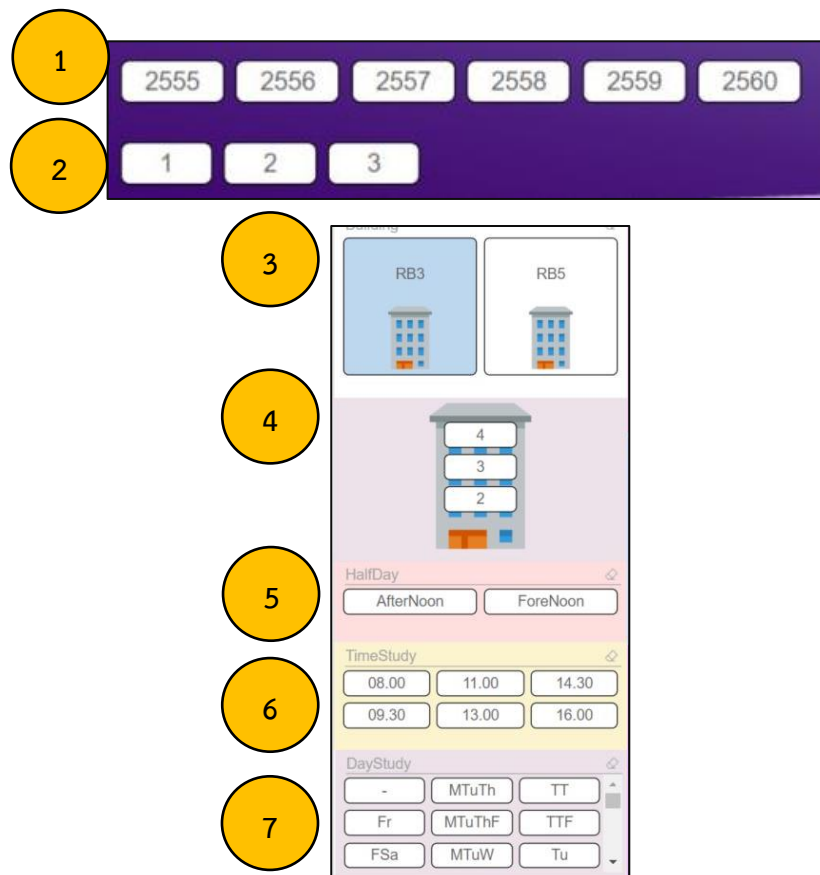 1
2555 2556 2557 2558 2559 2560
2
1 2 3
Building
3
RB3 RB5
4
4
3
2
HalfDay
5
AfterNoon ForeNoon
TimeStudy
6
08.00 11.00 14.30
09.30 13.00 16.00
DayStudy
7
- MTuTh TT
Fr MTuThF TTF
FSa MTuW Tu